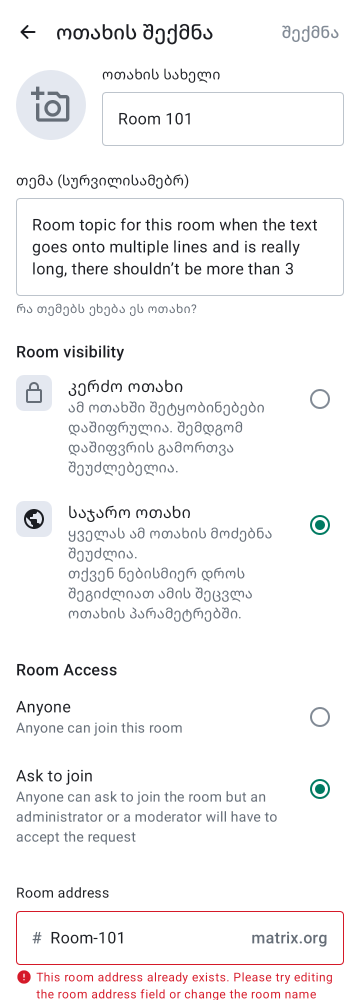 ოთახის შექმნა
შექმნა
ოთახის სახელი
Room 101
თემა (სურვილისამებრ)
Room topic for this room when the text
goes onto multiple lines and is really
long, there shouldn’t be more than 3
რა თემებს ეხება ეს ოთახი?
Room visibility
კერძო ოთახი
ამ ოთახში შეტყობინებები
დაშიფრულია. შემდგომ
დაშიფვრის გამორთვა
შეუძლებელია.
საჯარო ოთახი
ყველას ამ ოთახის მოძებნა
შეუძლია.
თქვენ ნებისმიერ დროს
შეგიძლიათ ამის შეცვლა
ოთახის პარამეტრებში.
Room Access
Anyone
Anyone can join this room
Ask to join
Anyone can ask to join the room but an
administrator or a moderator will have to
accept the request
Room address
# Room-101 matrix.org
This room address already exists. Please try editing
the room address field or change the room name